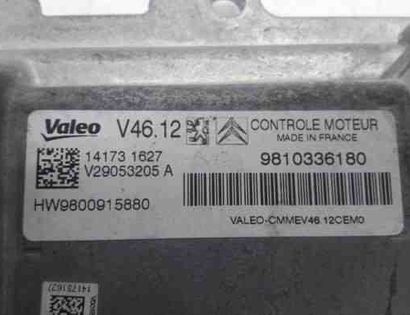 Valeo V46.12 CONTROLE MOTEUR
MADE IN FRANCE
14173 1627
V29053205 A
9810336180
HW9800915880
VALEO-CMMEV46.12CEM0